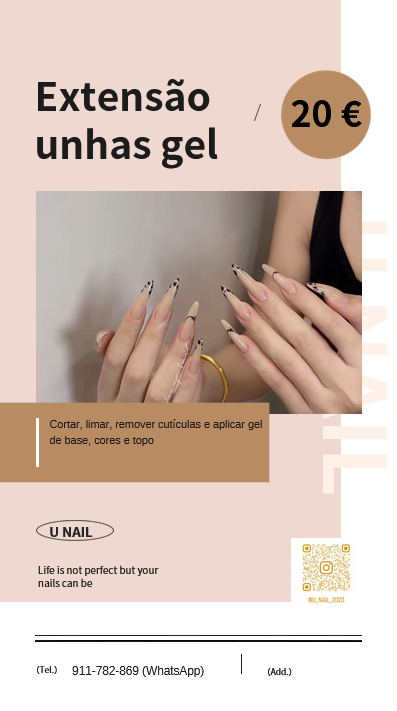 Extensão
unhas gel
/
20 €
U NAIL
Cortar, limar, remover cutículas e aplicar gel
de base, cores e topo
U NAIL
Life is not perfect but your
nails can be
@U_NAIL_2023
(Tel.) 911-782-869 (WhatsApp)
(Add.)